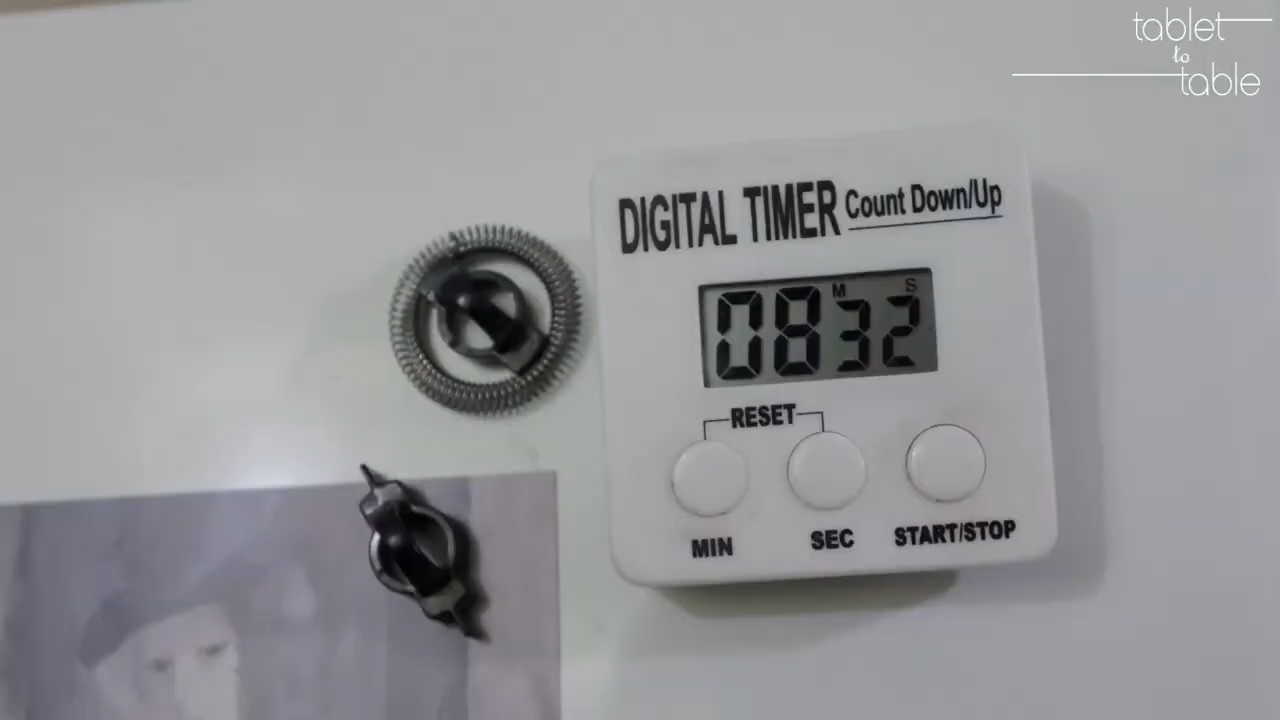 tablet
to
table
DIGITAL TIMER Count Down/Up
M S
0832
RESET
MIN SEC START/STOP